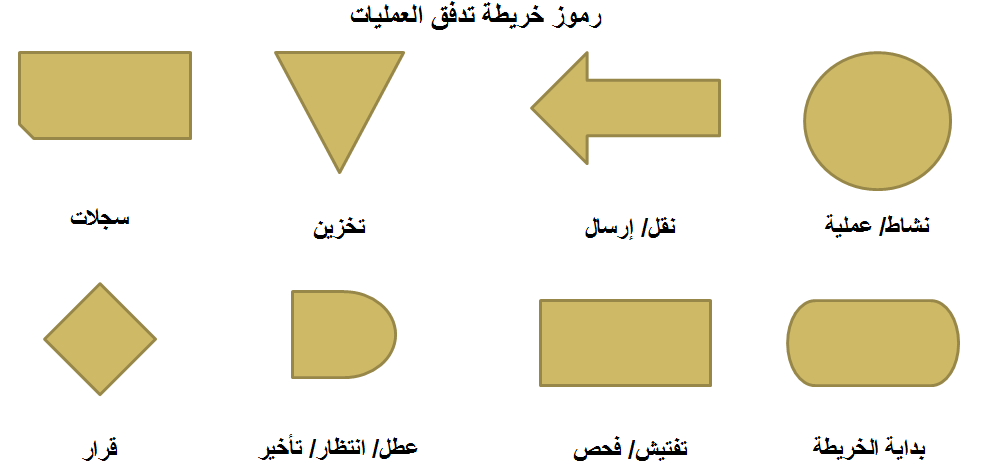 رموز خريطة تدفق العمليات
نشاط/ عملية
نقل/ إرسال
تخزين
سجلات
بداية الخريطة
تفتيش/ فحص
عطل/ انتظار/ تأخير
قرار